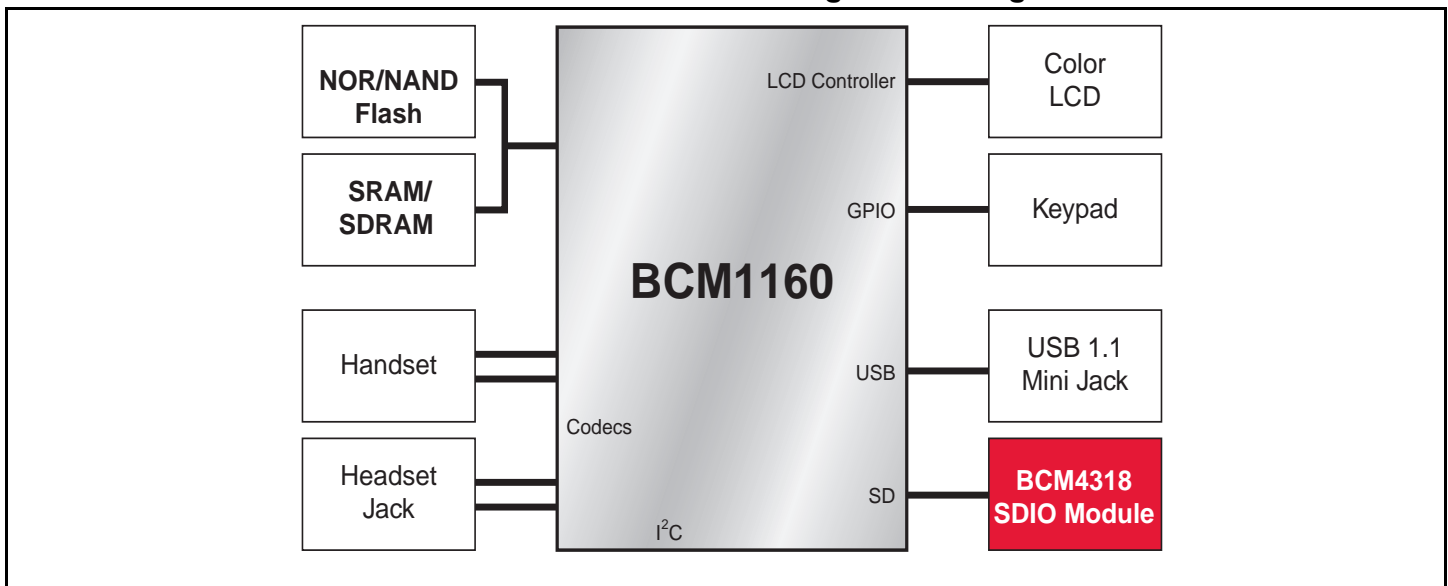 NOR/NAND
Flash
SRAM/
SDRAM
Handset
Headset
Jack
LCD Controller
GPIO
BCM1160
USB
Codecs
SD
I²C
Color
LCD
Keypad
USB 1.1
Mini Jack
BCM4318
SDIO Module